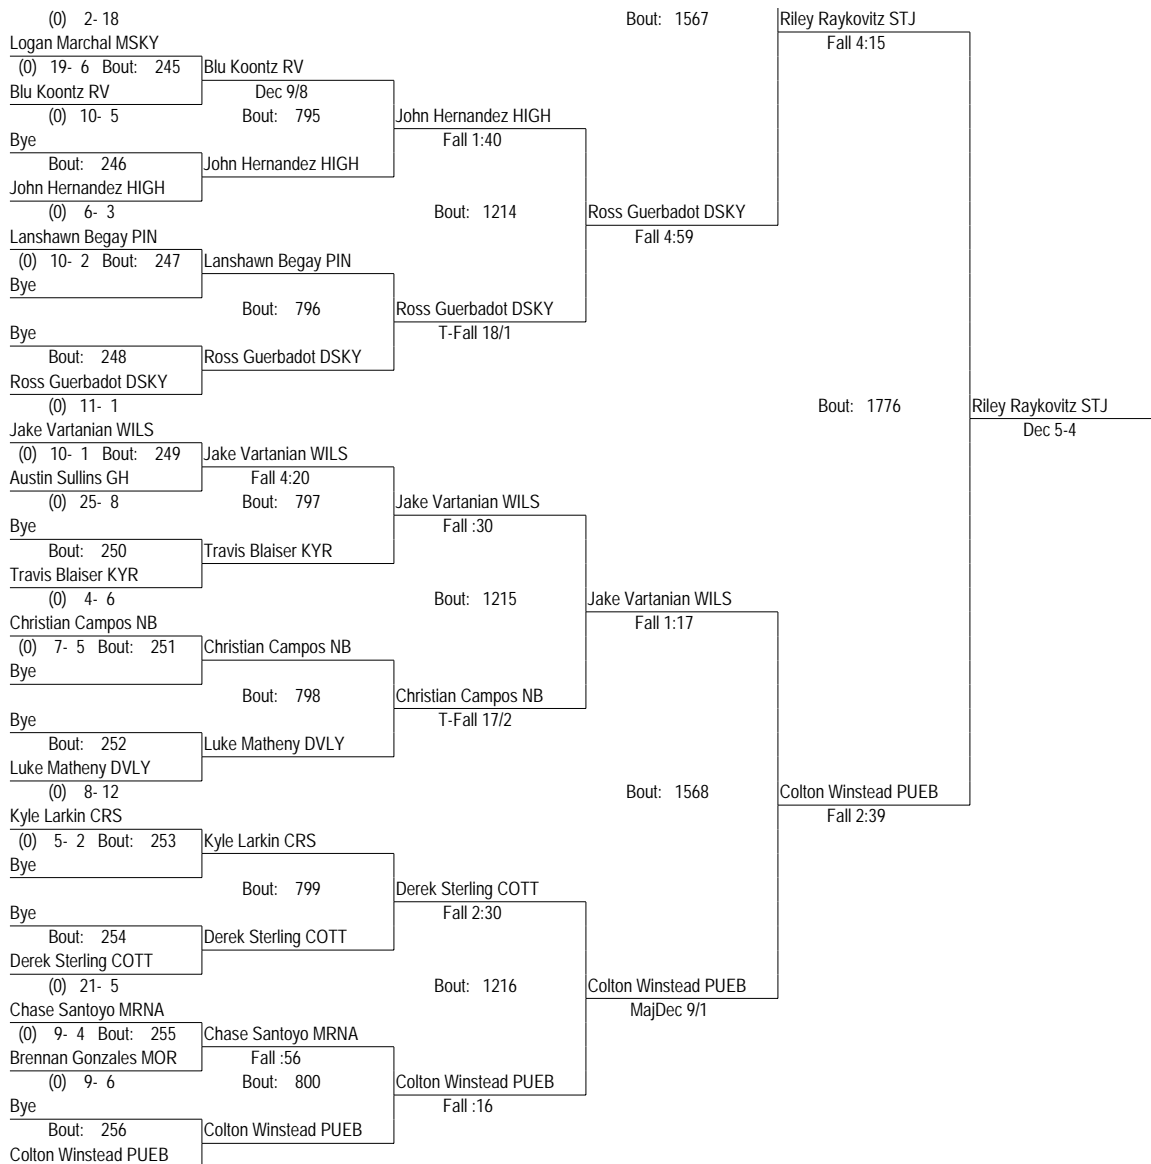 (0) 2- 18 Bout: 1567 Riley Raykovitz STJ
Logan Marchal MSKY Fall 4:15
(0) 19- 6 Bout: 245 Blu Koontz RV
Blu Koontz RV Dec 9/8
(0) 10- 5 Bout: 795 John Hernandez HIGH
Bye Fall 1:40
Bout: 246 John Hernandez HIGH
John Hernandez HIGH
(0) 6- 3 Bout: 1214 Ross Guerbadot DSKY
Lanshawn Begay PIN Fall 4:59
(0) 10- 2 Bout: 247 Lanshawn Begay PIN
Bye
Bout: 796 Ross Guerbadot DSKY
Bye T-Fall 18/1
Bout: 248 Ross Guerbadot DSKY
Ross Guerbadot DSKY
(0) 11- 1 Bout: 1776 Riley Raykovitz STJ
Jake Vartanian WILS Dec 5-4
(0) 10- 1 Bout: 249 Jake Vartanian WILS
Austin Sullins GH Fall 4:20
(0) 25- 8 Bout: 797 Jake Vartanian WILS
Bye Fall :30
Bout: 250 Travis Blaiser KYR
Travis Blaiser KYR
(0) 4- 6 Bout: 1215 Jake Vartanian WILS
Christian Campos NB Fall 1:17
(0) 7- 5 Bout: 251 Christian Campos NB
Bye
Bout: 798 Christian Campos NB
Bye T-Fall 17/2
Bout: 252 Luke Matheny DVLY
Luke Matheny DVLY
(0) 8- 12 Bout: 1568 Colton Winstead PUEB
Kyle Larkin CRS Fall 2:39
(0) 5- 2 Bout: 253 Kyle Larkin CRS
Bye
Bout: 799 Derek Sterling COTT
Bye Fall 2:30
Bout: 254 Derek Sterling COTT
Derek Sterling COTT
(0) 21- 5 Bout: 1216 Colton Winstead PUEB
Chase Santoyo MRNA MajDec 9/1
(0) 9- 4 Bout: 255 Chase Santoyo MRNA
Brennan Gonzales MOR Fall :56
(0) 9- 6 Bout: 800 Colton Winstead PUEB
Bye Fall :16
Bout: 256 Colton Winstead PUEB
Colton Winstead PUEB